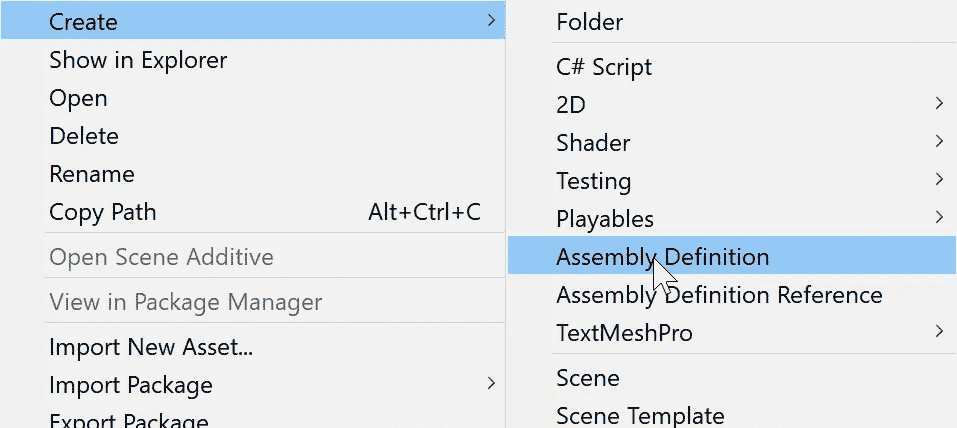 Create
Show in Explorer
Open
Delete
Rename
Copy Path Alt+Ctrl+C
Open Scene Additive
View in Package Manager
Import New Asset...
Import Package
Export Package
Folder
C# Script
2D
Shader
Testing
Playables
Assembly Definition
Assembly Definition Reference
TextMeshPro
Scene
Scene Template